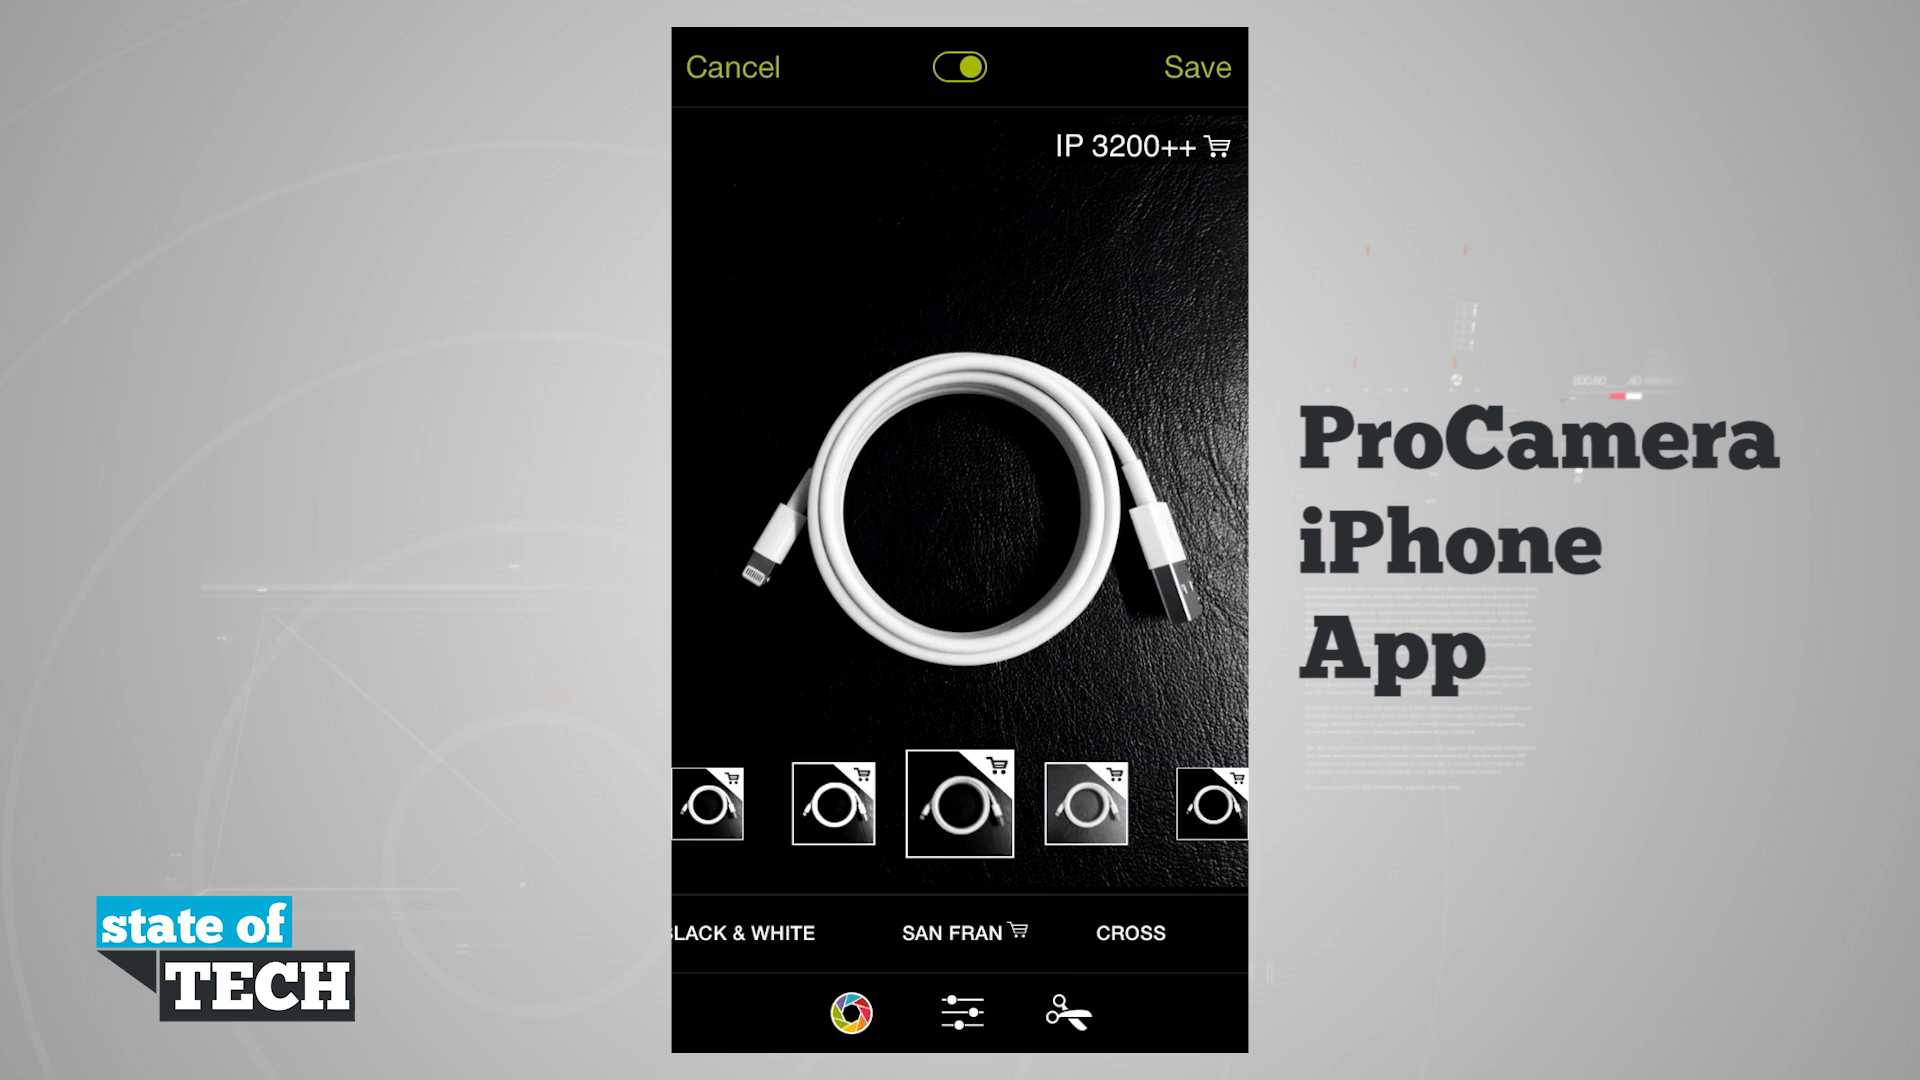 Cancel
Save
IP 3200++
ProCamera
iPhone
App
LACK & WHITE
SAN FRAN
CROSS
state of
TECH